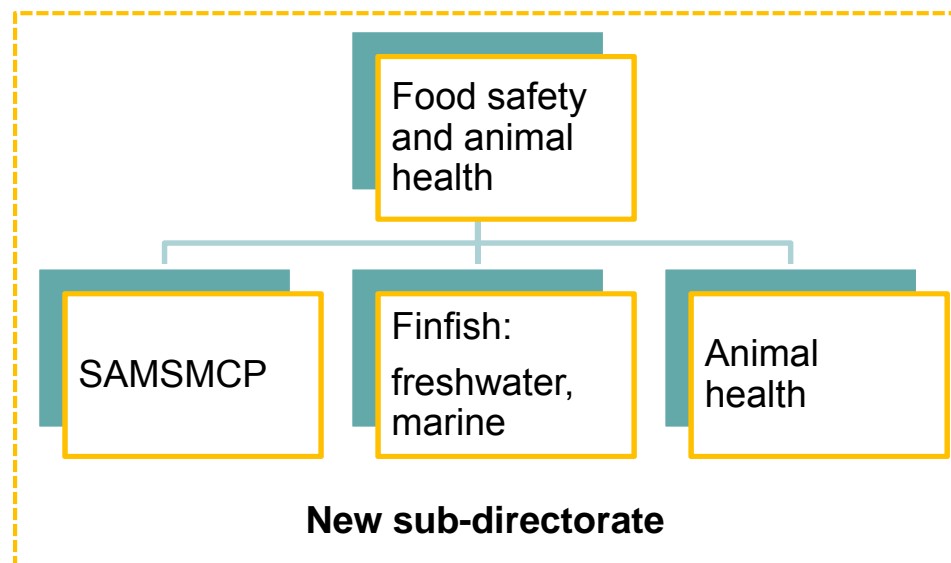 Food safety
and animal
health
SAMSMCP
Finfish:
freshwater,
marine
Animal
health
New sub-directorate